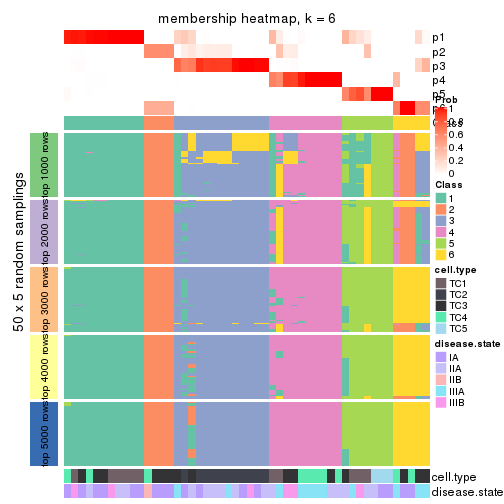 membership heatmap, k = 6
p1
p2
p3
p4
p5
p6
Prob
1
0.8
0.6
0.4
0.2
0
Class
1
2
3
4
5
6
cell.type
TC1
TC2
TC3
TC4
TC5
disease.state
IA
IIA
IIB
IIIA
IIIB
50 x 5 random samplings
top 1000 rows
top 2000 rows
top 3000 rows
top 4000 rows
top 5000 rows
cell.type
disease.state